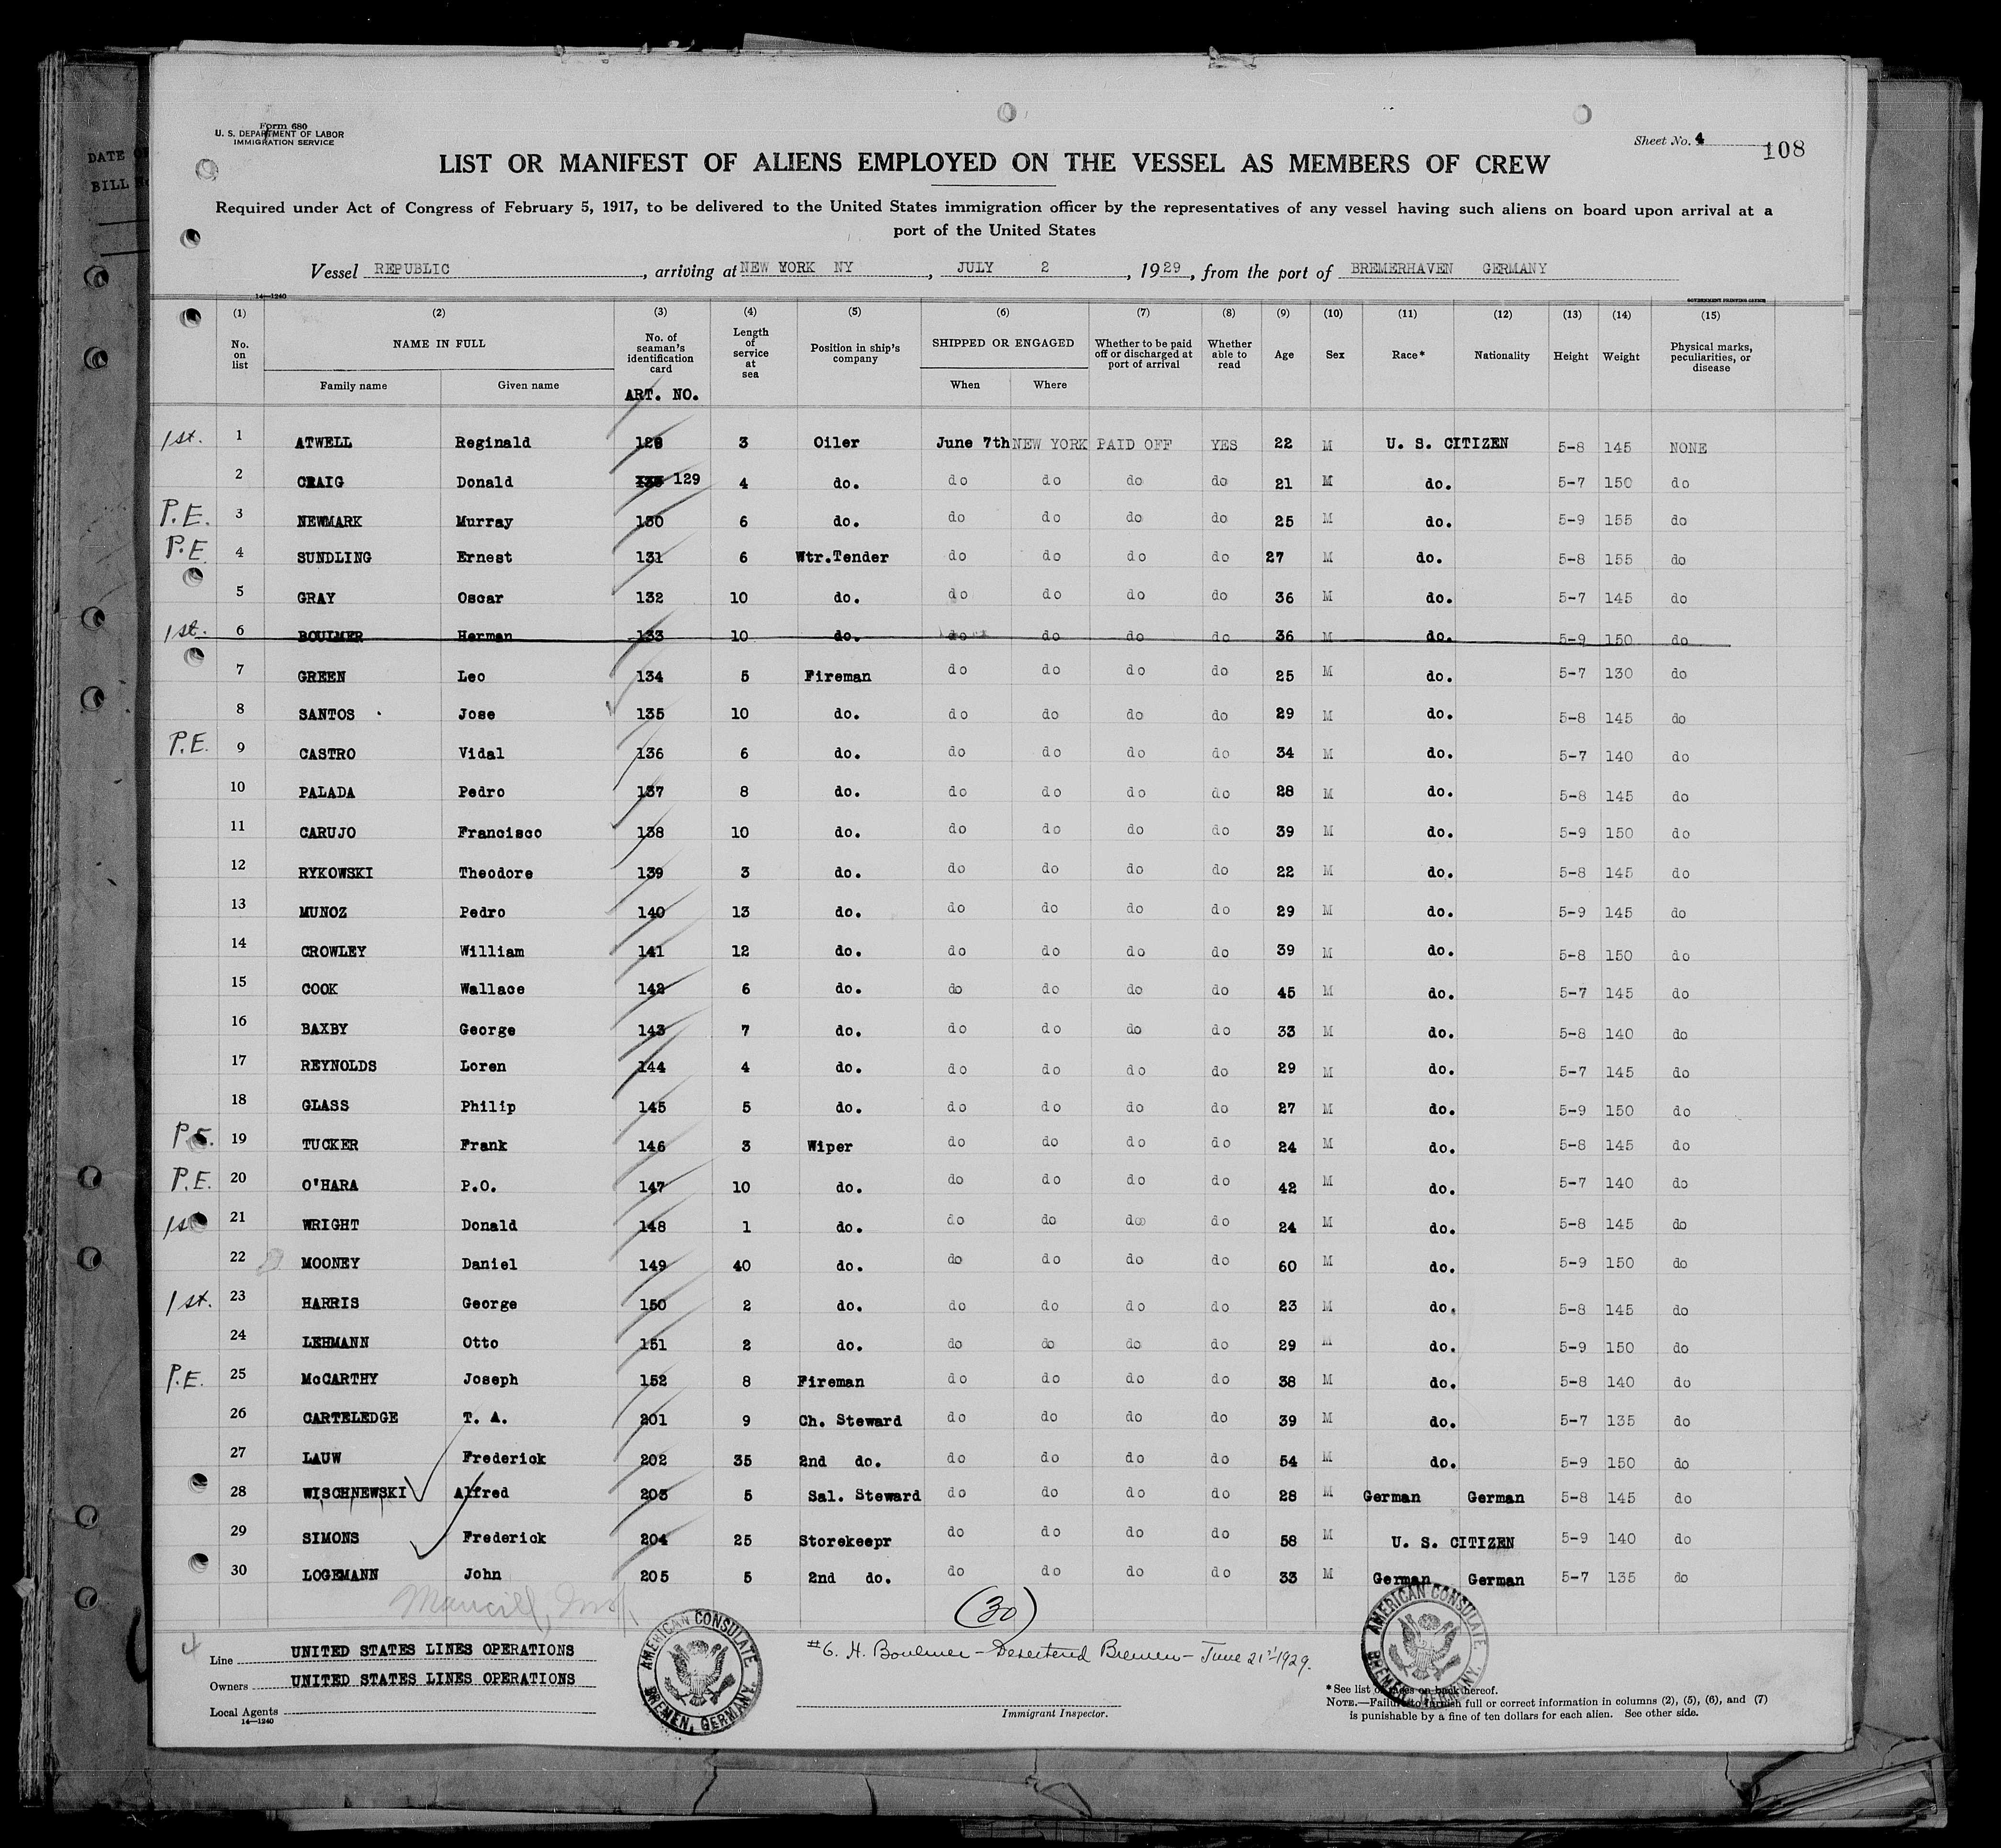 DATE O
BILL No
Form 680
U. S. DEPARTMENT OF LABOR
IMMIGRATION SERVICE
Sheet No. 4
108
LIST OR MANIFEST OF ALIENS EMPLOYED ON THE VESSEL AS MEMBERS OF CREW
Required under Act of Congress of February 5, 1917, to be delivered to the United States immigration officer by the representatives of any vessel having such aliens on board upon arrival at a
port of the United States
Vessel REPUBLIC, arriving at NEW YORK NY, JULY 2, 1929, from the port of BREMERHAVEN GERMANY
14—1240
GOVERNMENT PRINTING OFFICE
(1) (2) (3) (4) (5) (6) (7) (8) (9) (10) (11) (12) (13) (14) (15)
No. on list NAME IN FULL Family name Given name No. of seaman's identification card ART. NO. Length of service at sea Position in ship's company SHIPPED OR ENGAGED When Where Whether to be paid off or discharged at port of arrival Whether able to read Age Sex Race* Nationality Height Weight Physical marks, peculiarities, or disease
1st. 1 ATWELL Reginald 128 3 Oiler June 7th NEW YORK PAID OFF YES 22 M U. S. CITIZEN 5-8 145 NONE
2 CRAIG Donald 129 4 do. do do do do 21 M do. 5-7 150 do
P.E. 3 NEWMARK Murray 130 6 do. do do do do 25 M do. 5-9 155 do
P.E 4 SUNDLING Ernest 131 6 Wtr.Tender do do do do 27 M do. 5-8 155 do
5 GRAY Oscar 132 10 do. do do do do 36 M do. 5-7 145 do
1st. 6 BOULMER Herman 133 10 do. do do do do 36 M do. 5-9 150 do
7 GREEN Leo 134 5 Fireman do do do do 25 M do. 5-7 130 do
8 SANTOS Jose 135 10 do. do do do do 29 M do. 5-8 145 do
P.E. 9 CASTRO Vidal 136 6 do. do do do do 34 M do. 5-7 140 do
10 PALADA Pedro 137 8 do. do do do do 28 M do. 5-8 145 do
11 CARUJO Francisco 138 10 do. do do do do 39 M do. 5-9 150 do
12 RYKOWSKI Theodore 139 3 do. do do do do 22 M do. 5-8 145 do
13 MUNOZ Pedro 140 13 do. do do do do 29 M do. 5-9 145 do
14 CROWLEY William 141 12 do. do do do do 39 M do. 5-8 150 do
15 COOK Wallace 142 6 do. do do do do 45 M do. 5-7 145 do
16 BAXBY George 143 7 do. do do do do 33 M do. 5-8 140 do
17 REYNOLDS Loren 144 4 do. do do do do 29 M do. 5-7 145 do
18 GLASS Philip 145 5 do. do do do do 27 M do. 5-9 150 do
P.E. 19 TUCKER Frank 146 3 Wiper do do do do 24 M do. 5-8 145 do
P.E. 20 O'HARA P.O. 147 10 do. do do do do 42 M do. 5-7 140 do
1st 21 WRIGHT Donald 148 1 do. do do do do 24 M do. 5-8 145 do
22 MOONEY Daniel 149 40 do. do do do do 60 M do. 5-9 150 do
1st. 23 HARRIS George 150 2 do. do do do do 23 M do. 5-8 145 do
24 LEHMANN Otto 151 2 do. do do do do 29 M do. 5-9 150 do
P.E. 25 McCARTHY Joseph 152 8 Fireman do do do do 38 M do. 5-8 140 do
26 CARTELEDGE T. A. 201 9 Ch. Steward do do do do 39 M do. 5-7 135 do
27 LAUW Frederick 202 35 2nd do. do do do do 54 M do. 5-9 150 do
28 WISCHNEWSKI Alfred 203 5 Sal. Steward do do do do 28 M German German 5-8 145 do
29 SIMONS Frederick 204 25 Storekeepr do do do do 58 M U. S. CITIZEN 5-9 140 do
30 LOGEMANN John 205 5 2nd do. do do do do 33 M German German 5-7 135 do
(30)
4
Line UNITED STATES LINES OPERATIONS
Owners UNITED STATES LINES OPERATIONS
Local Agents
14—1240
AMERICAN CONSULATE BREMEN, GERMANY.
#6. H. Boulmer - Deserted Bremen - June 21st 1929.
Immigrant Inspector.
AMERICAN CONSULATE BREMEN, GERMANY.
*See list of races on back hereof.
NOTE.—Failure to furnish full or correct information in columns (2), (5), (6), and (7)
is punishable by a fine of ten dollars for each alien. See other side.